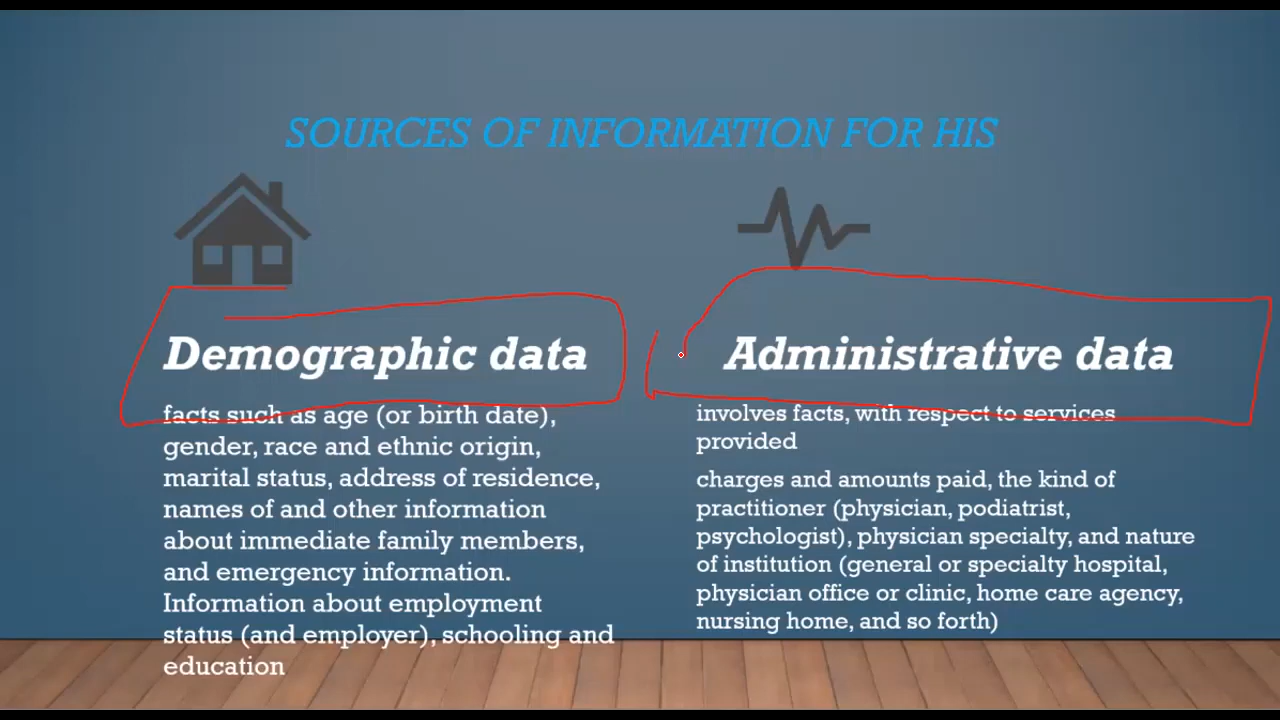 SOURCES OF INFORMATION FOR HIS
Demographic data
facts such as age (or birth date),
gender, race and ethnic origin,
marital status, address of residence,
names of and other information
about immediate family members,
and emergency information.
Information about employment
status (and employer), schooling and
education
Administrative data
involves facts, with respect to services
provided
charges and amounts paid, the kind of
practitioner (physician, podiatrist,
psychologist), physician specialty, and nature
of institution (general or specialty hospital,
physician office or clinic, home care agency,
nursing home, and so forth)